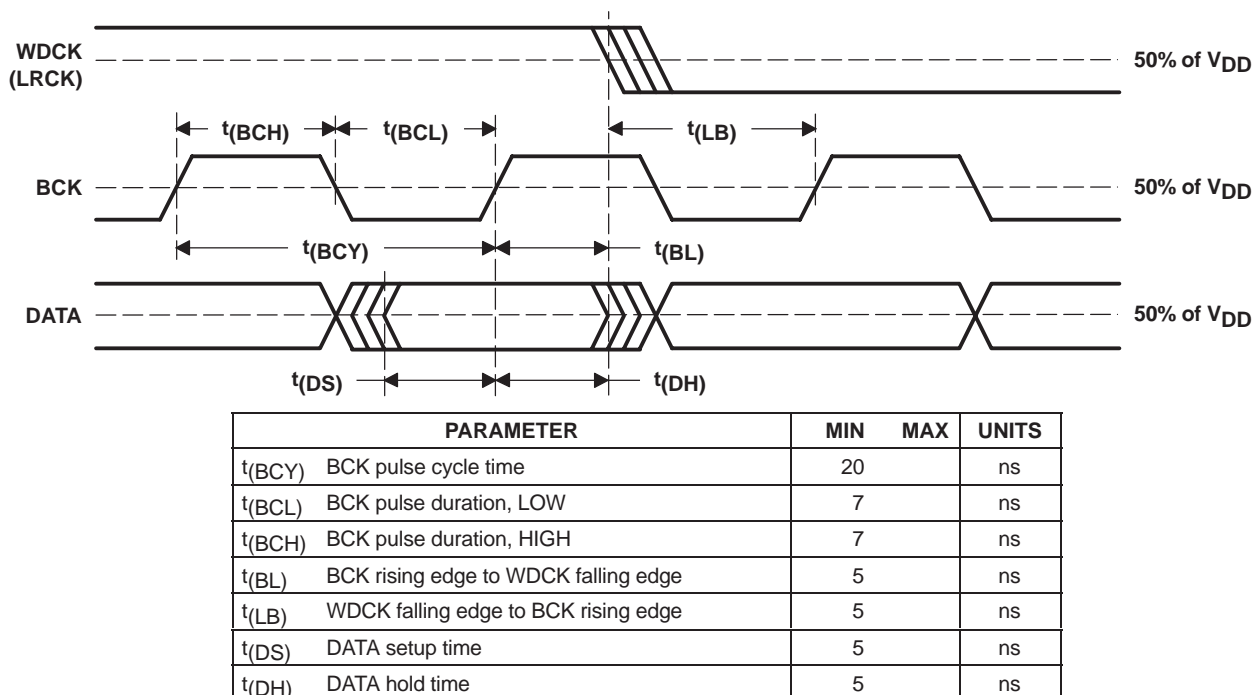 WDCK
(LRCK)
50% of VDD
t(BCH)
t(BCL)
t(LB)
BCK
50% of VDD
t(BCY)
t(BL)
DATA
50% of VDD
t(DS)
t(DH)
PARAMETER MIN MAX UNITS
t(BCY) BCK pulse cycle time 20 ns
t(BCL) BCK pulse duration, LOW 7 ns
t(BCH) BCK pulse duration, HIGH 7 ns
t(BL) BCK rising edge to WDCK falling edge 5 ns
t(LB) WDCK falling edge to BCK rising edge 5 ns
t(DS) DATA setup time 5 ns
t(DH) DATA hold time 5 ns